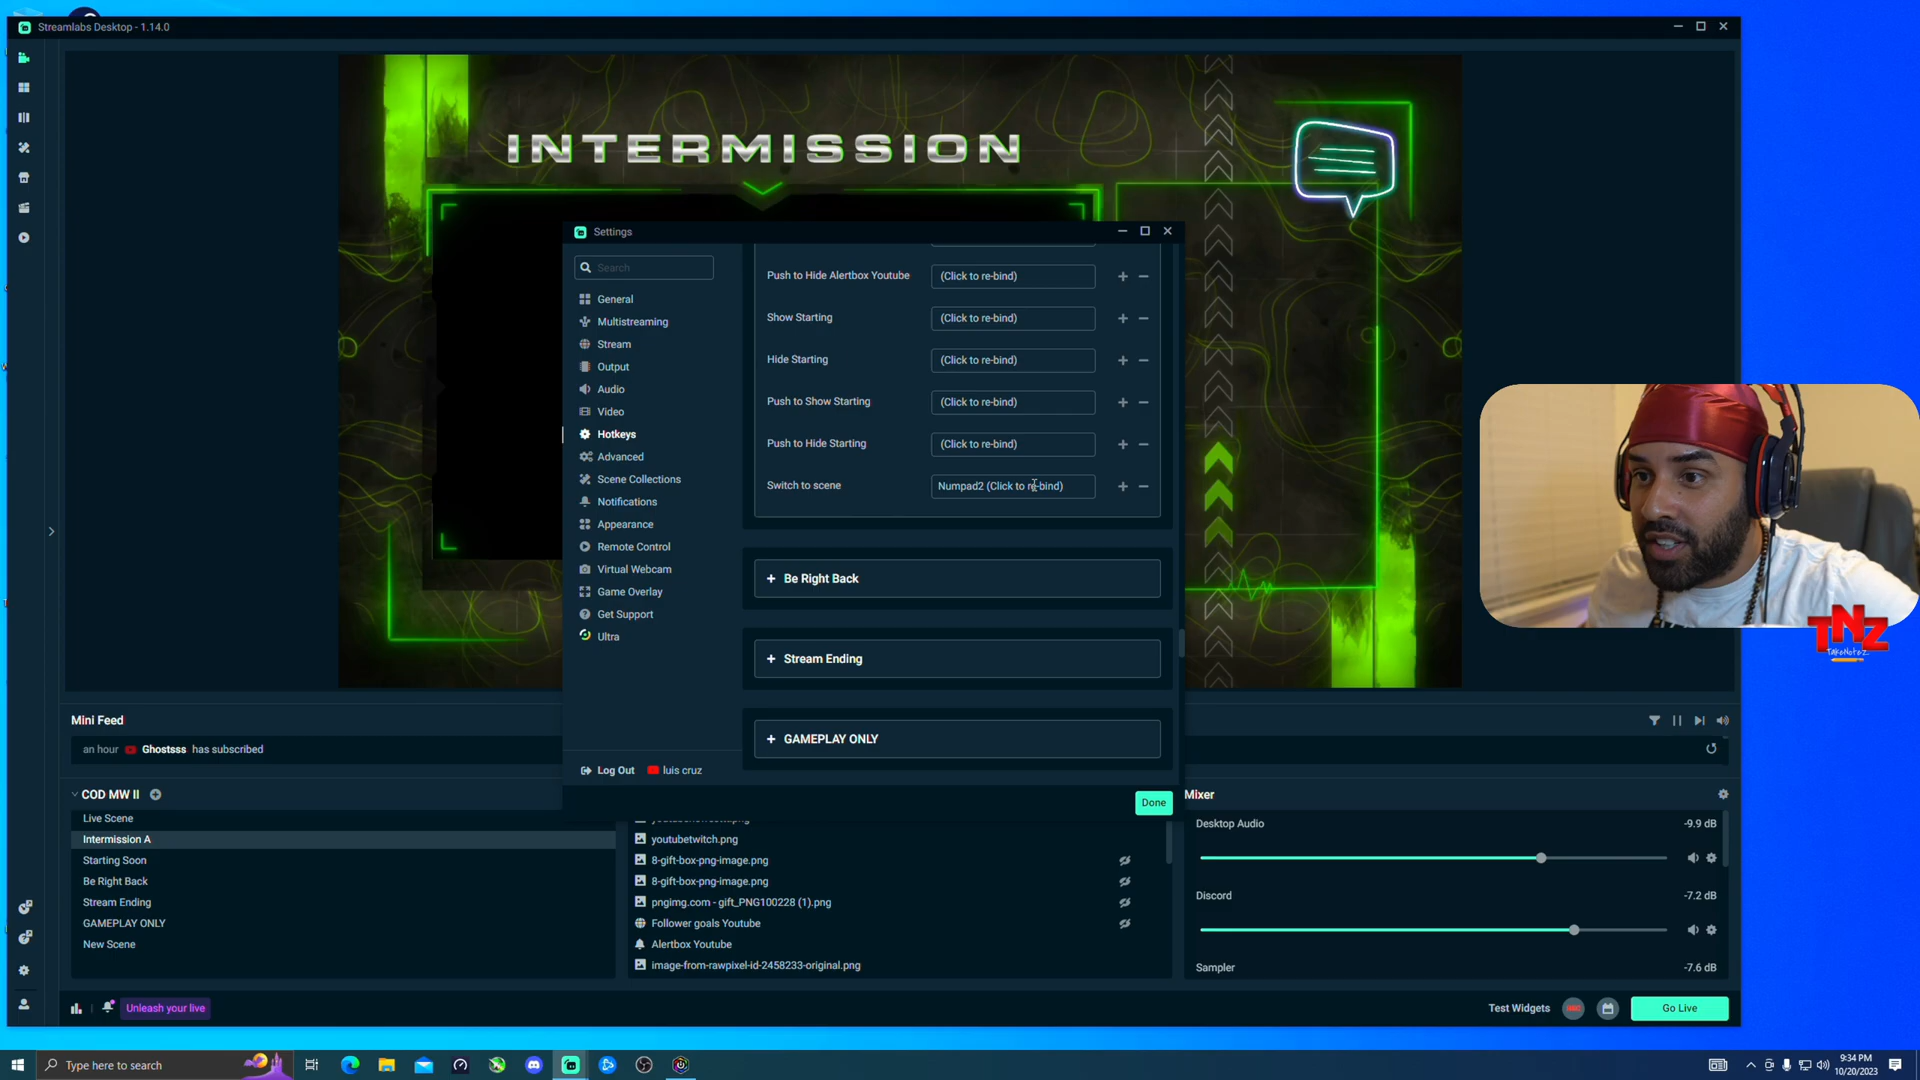 Streamlabs Desktop - 1.14.0
INTERMISSION
Settings
Search
General
Multistreaming
Stream
Output
Audio
Video
Hotkeys
Advanced
Scene Collections
Notifications
Appearance
Remote Control
Virtual Webcam
Game Overlay
Get Support
Ultra
Log Out luis cruz
Push to Hide Alertbox Youtube (Click to re-bind)
Show Starting (Click to re-bind)
Hide Starting (Click to re-bind)
Push to Show Starting (Click to re-bind)
Push to Hide Starting (Click to re-bind)
Switch to scene Numpad2 (Click to re-bind)
+ Be Right Back
+ Stream Ending
+ GAMEPLAY ONLY
Done
TNZ
TakeNotez
Mini Feed
an hour Ghostsss has subscribed
COD MW II
Live Scene
Intermission A
Starting Soon
Be Right Back
Stream Ending
GAMEPLAY ONLY
New Scene
youtubetwitch.png
8-gift-box-png-image.png
8-gift-box-png-image.png
pngimg.com - gift_PNG100228 (1).png
Follower goals Youtube
Alertbox Youtube
image-from-rawpixel-id-2458233-original.png
Mixer
Desktop Audio -9.9 dB
Discord -7.2 dB
Sampler -7.6 dB
Unleash your live
Test Widgets
Go Live
Type here to search
9:34 PM
10/20/2023